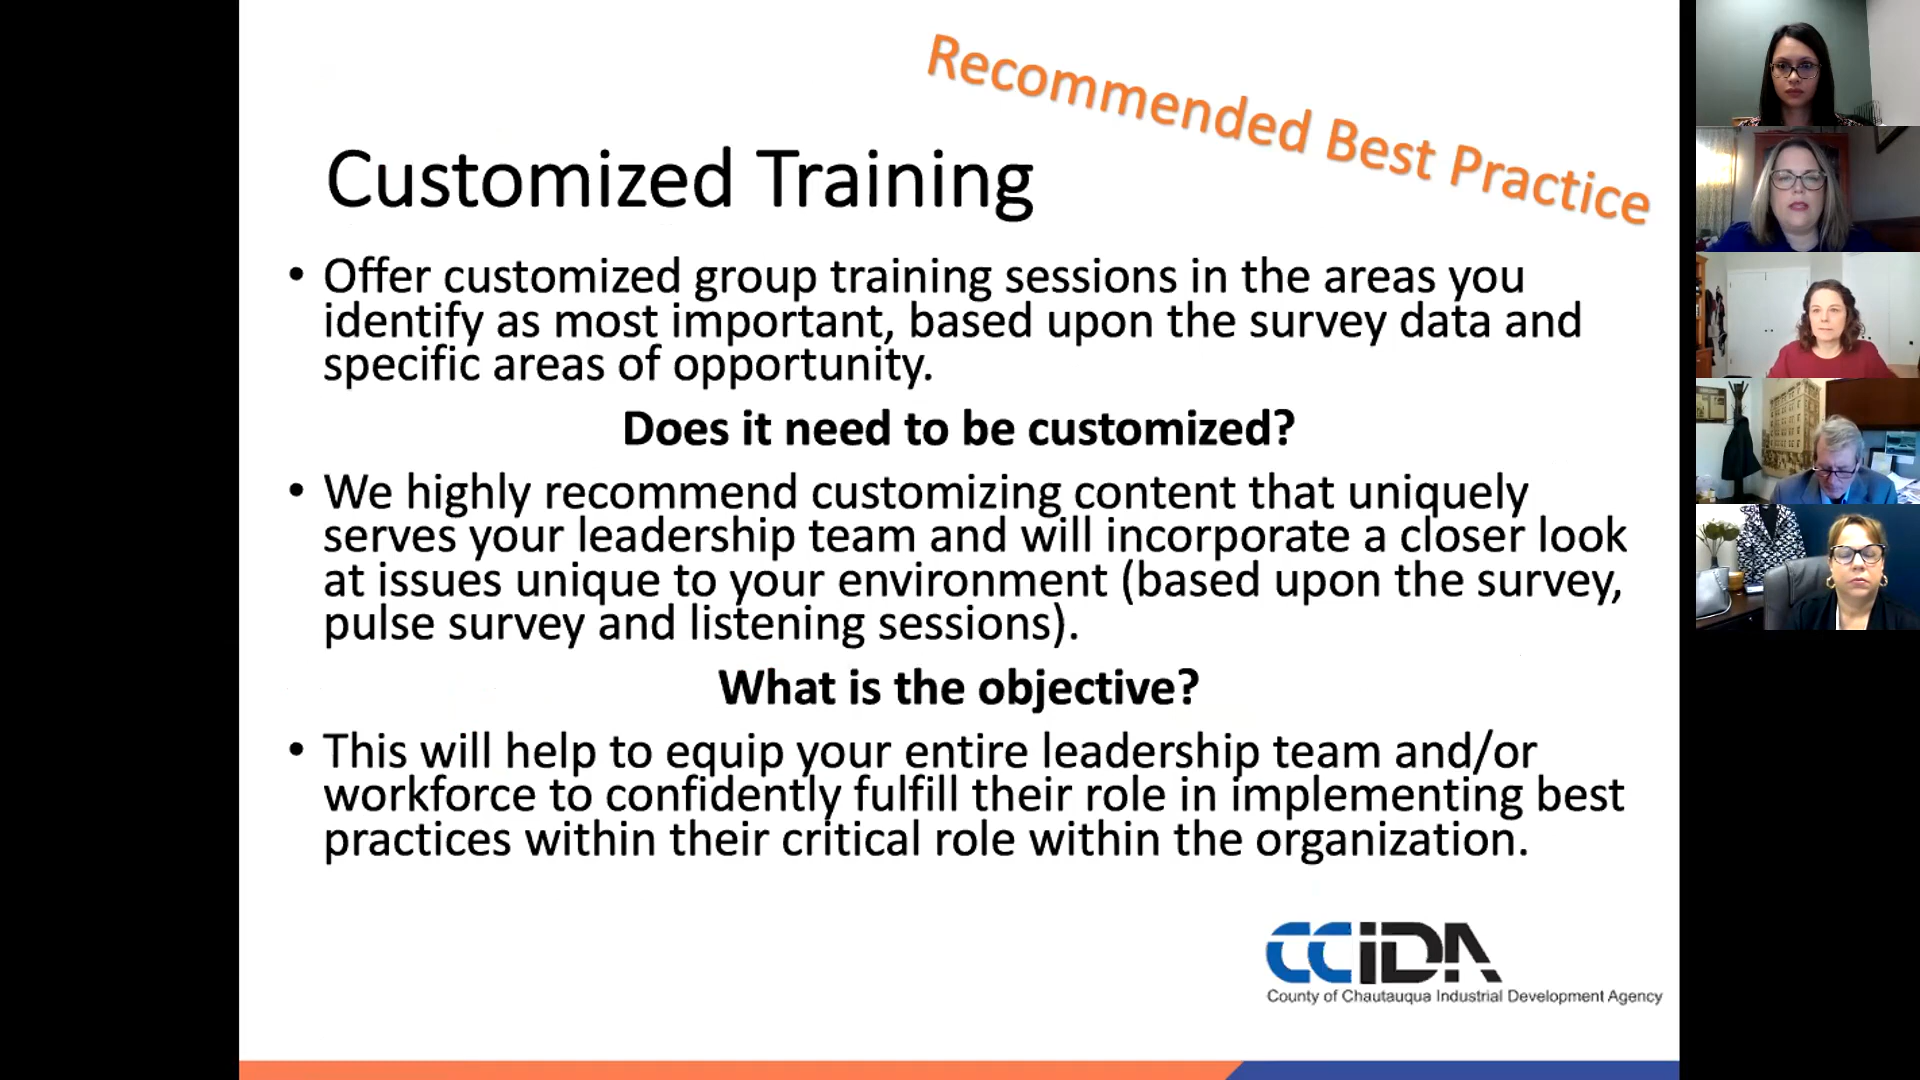 Recommended Best Practice
Customized Training
• Offer customized group training sessions in the areas you
identify as most important, based upon the survey data and
specific areas of opportunity.
Does it need to be customized?
• We highly recommend customizing content that uniquely
serves your leadership team and will incorporate a closer look
at issues unique to your environment (based upon the survey,
pulse survey and listening sessions).
What is the objective?
• This will help to equip your entire leadership team and/or
workforce to confidently fulfill their role in implementing best
practices within their critical role within the organization.
CCIDA
County of Chautauqua Industrial Development Agency